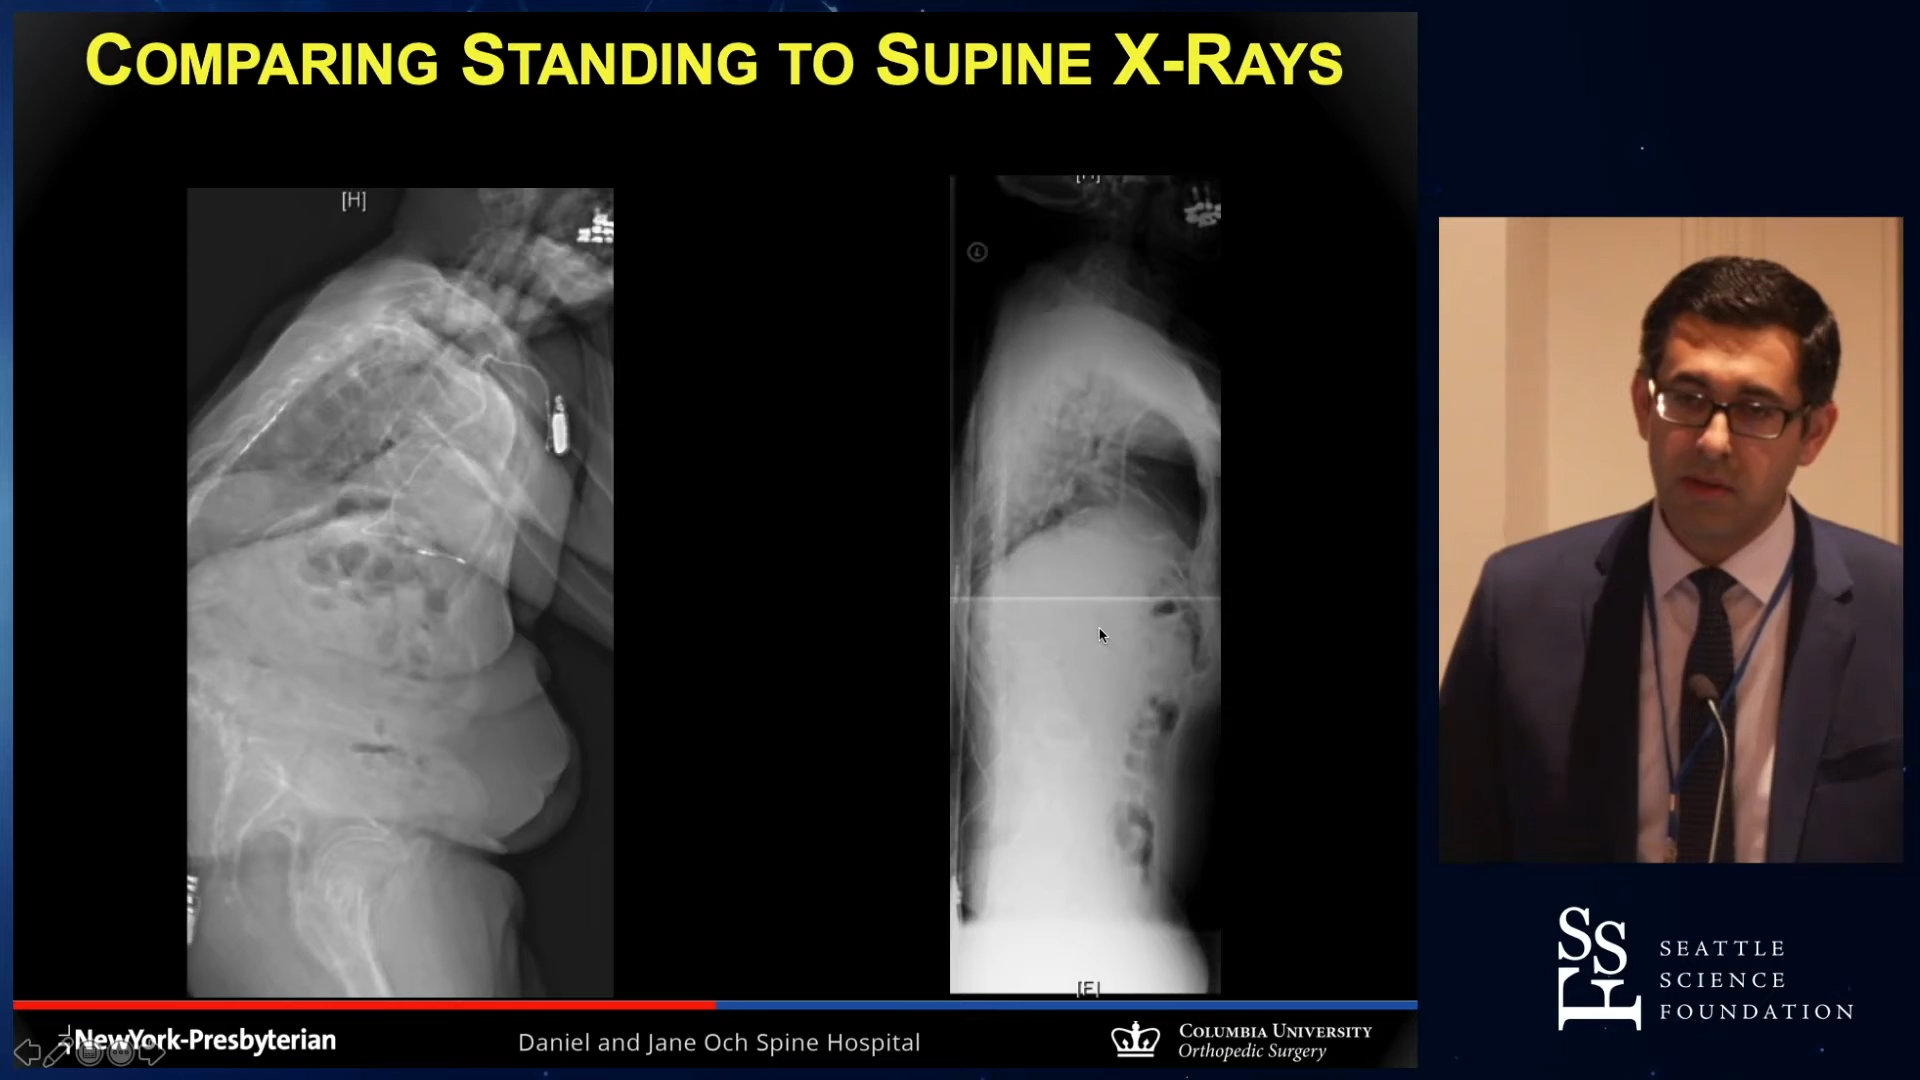 COMPARING STANDING TO SUPINE X-RAYS
[H]
[H]
[F]
NewYork-Presbyterian
Daniel and Jane Och Spine Hospital
COLUMBIA UNIVERSITY
Orthopedic Surgery
SSF
SEATTLE
SCIENCE
FOUNDATION